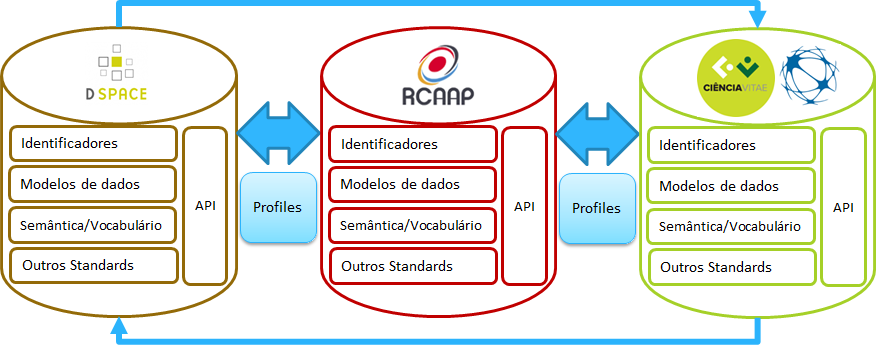 DSPACE
Identificadores
Modelos de dados
Semântica/Vocabulário
Outros Standards
API
Profiles
RCAAP
Identificadores
Modelos de dados
Semântica/Vocabulário
Outros Standards
API
Profiles
CIÊNCIAVITAE
Identificadores
Modelos de dados
Semântica/Vocabulário
Outros Standards
API